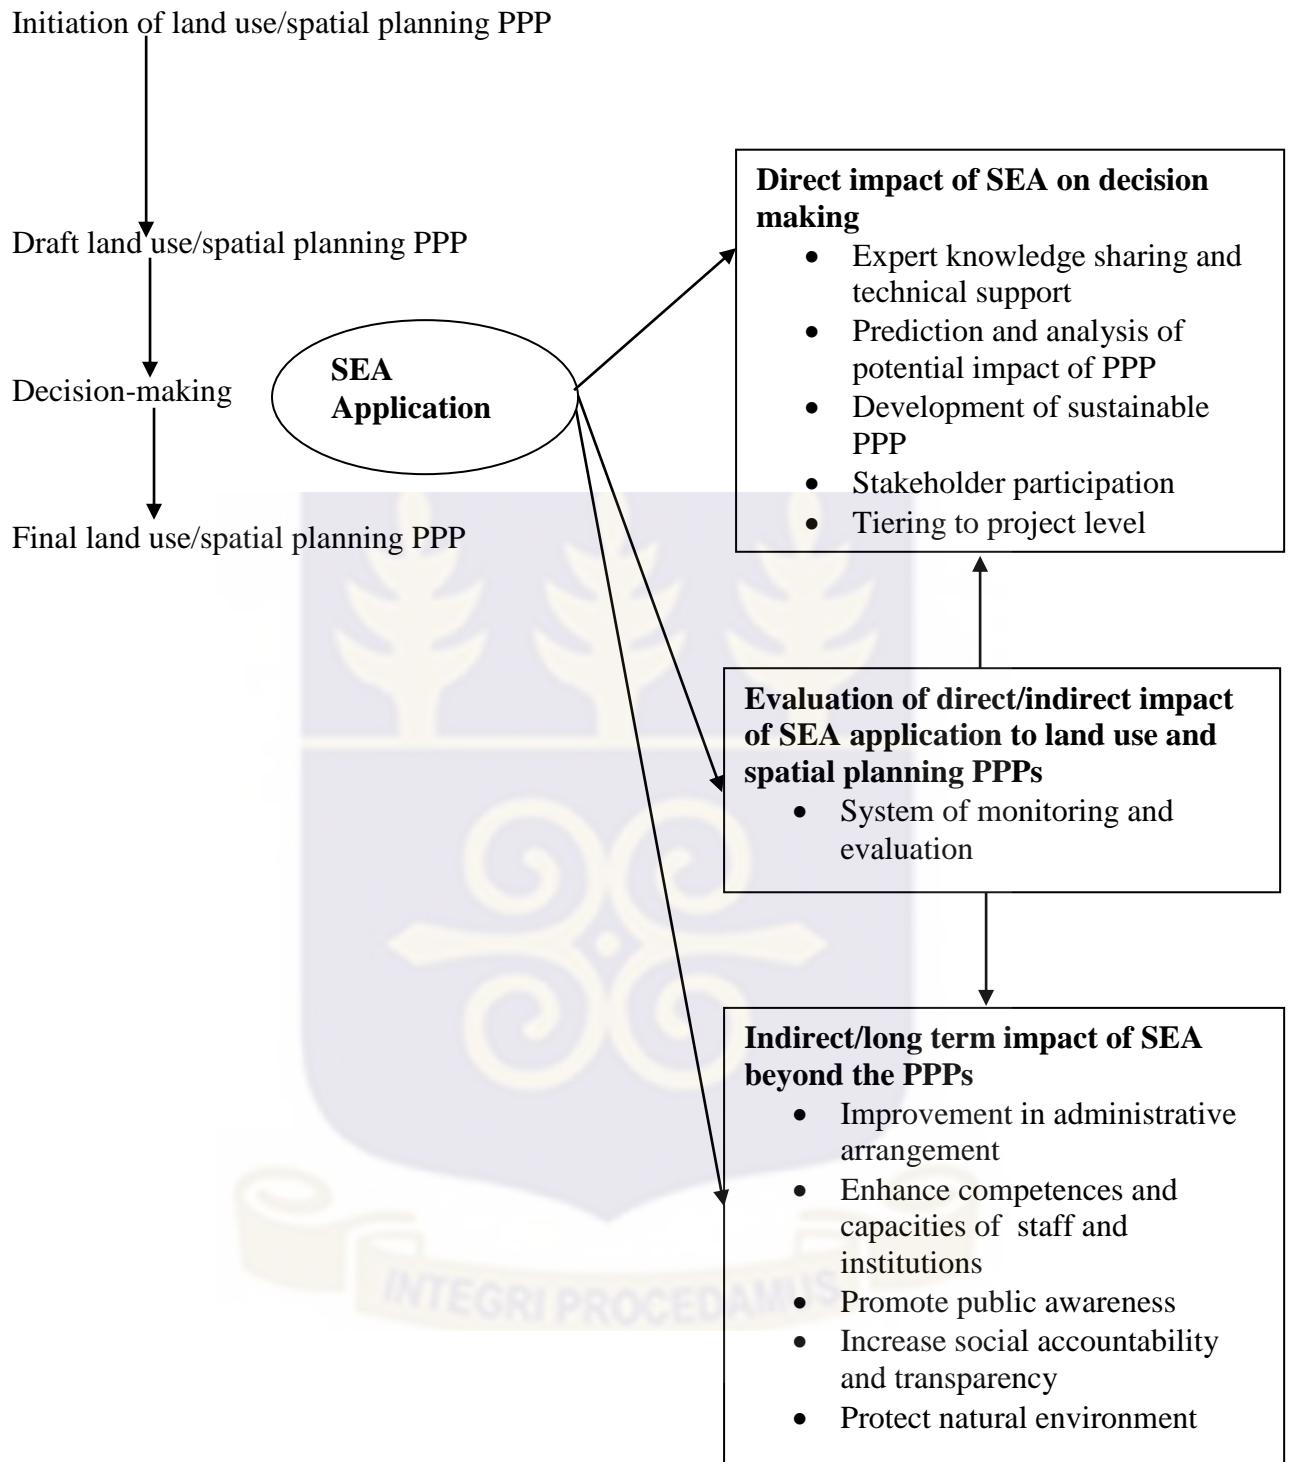 Initiation of land use/spatial planning PPP
Draft land use/spatial planning PPP
Decision-making
Final land use/spatial planning PPP
SEA
Application
Direct impact of SEA on decision
making
• Expert knowledge sharing and
technical support
• Prediction and analysis of
potential impact of PPP
• Development of sustainable
PPP
• Stakeholder participation
• Tiering to project level
Evaluation of direct/indirect impact
of SEA application to land use and
spatial planning PPPs
• System of monitoring and
evaluation
Indirect/long term impact of SEA
beyond the PPPs
• Improvement in administrative
arrangement
• Enhance competences and
capacities of staff and
institutions
• Promote public awareness
• Increase social accountability
and transparency
• Protect natural environment
INTEGRI PROCEDAMUS